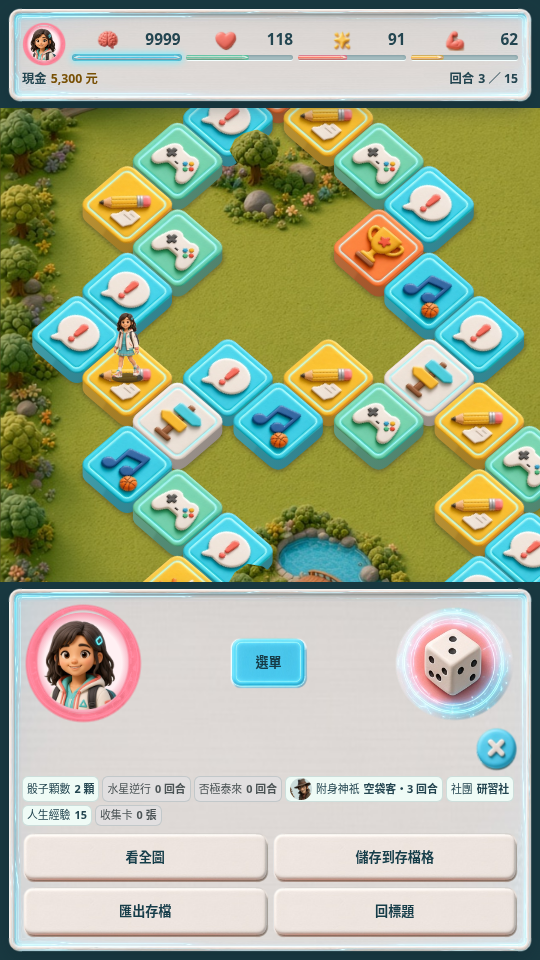 9999 118 91 62
現金 5,300 元 回合 3 ／ 15
選單
骰子顆數 2 顆 水星逆行 0 回合 否極泰來 0 回合 附身神祇 空袋客・3 回合 社團 研習社
人生經驗 15 收集卡 0 張
看全圖 儲存到存檔格
匯出存檔 回標題